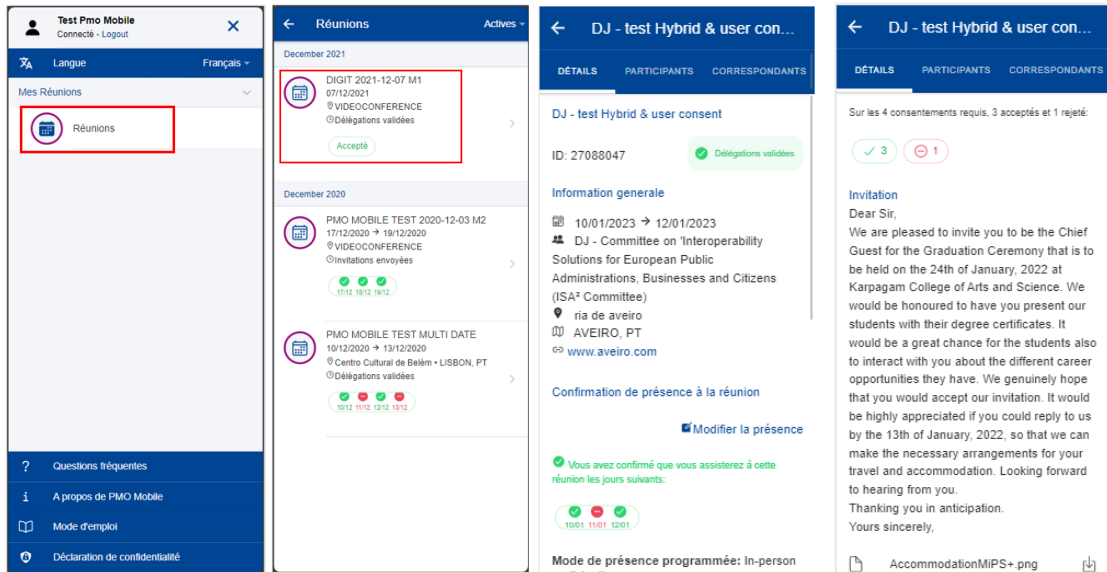 Test Pmo Mobile
Connecté - Logout
Langue
Français
Mes Réunions
Réunions
Questions fréquentes
A propos de PMO Mobile
Mode d'emploi
Déclaration de confidentialité
Réunions
Actives
December 2021
DIGIT 2021-12-07 M1
07/12/2021
VIDEOCONFERENCE
Délégations validées
Accepté
December 2020
PMO MOBILE TEST 2020-12-03 M2
17/12/2020 → 19/12/2020
VIDEOCONFERENCE
Invitations envoyées
17/12 18/12 19/12
PMO MOBILE TEST MULTI DATE
10/12/2020 → 13/12/2020
Centro Cultural de Belém • LISBON, PT
Délégations validées
10/12 11/12 12/12 13/12
DJ - test Hybrid & user con...
DÉTAILS PARTICIPANTS CORRESPONDANTS
DJ - test Hybrid & user consent
ID: 27088047
Délégations validées
Information generale
10/01/2023 → 12/01/2023
DJ - Committee on 'Interoperability
Solutions for European Public
Administrations, Businesses and Citizens
(ISA² Committee)
ria de aveiro
AVEIRO, PT
www.aveiro.com
Confirmation de présence à la réunion
Modifier la présence
Vous avez confirmé que vous assisterez à cette
réunion les jours suivants:
10/01 11/01 12/01
Mode de présence programmée: In-person
DJ - test Hybrid & user con...
DÉTAILS PARTICIPANTS CORRESPONDANTS
Sur les 4 consentements requis, 3 acceptés et 1 rejeté:
3 1
Invitation
Dear Sir,
We are pleased to invite you to be the Chief
Guest for the Graduation Ceremony that is to
be held on the 24th of January, 2022 at
Karpagam College of Arts and Science. We
would be honoured to have you present our
students with their degree certificates. It
would be a great chance for the students also
to interact with you about the different career
opportunities they have. We genuinely hope
that you would accept our invitation. It would
be highly appreciated if you could reply to us
by the 13th of January, 2022, so that we can
make the necessary arrangements for your
travel and accommodation. Looking forward
to hearing from you.
Thanking you in anticipation.
Yours sincerely,
AccommodationMiPS+.png